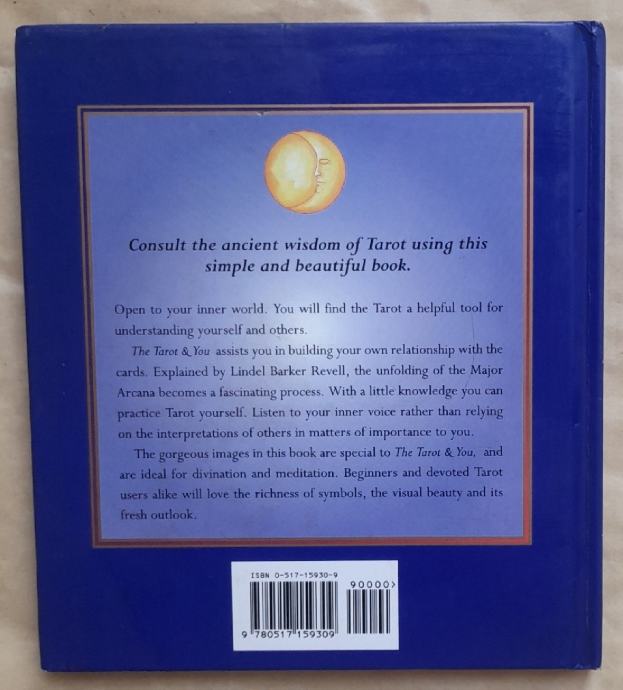 Consult the ancient wisdom of Tarot using this
simple and beautiful book.
Open to your inner world. You will find the Tarot a helpful tool for
understanding yourself and others.
The Tarot & You assists you in building your own relationship with the
cards. Explained by Lindel Barker Revell, the unfolding of the Major
Arcana becomes a fascinating process. With a little knowledge you can
practice Tarot yourself. Listen to your inner voice rather than relying
on the interpretations of others in matters of importance to you.
The gorgeous images in this book are special to The Tarot & You, and
are ideal for divination and meditation. Beginners and devoted Tarot
users alike will love the richness of symbols, the visual beauty and its
fresh outlook.
ISBN 0-517-15930-9
90000>
9 780517 159309